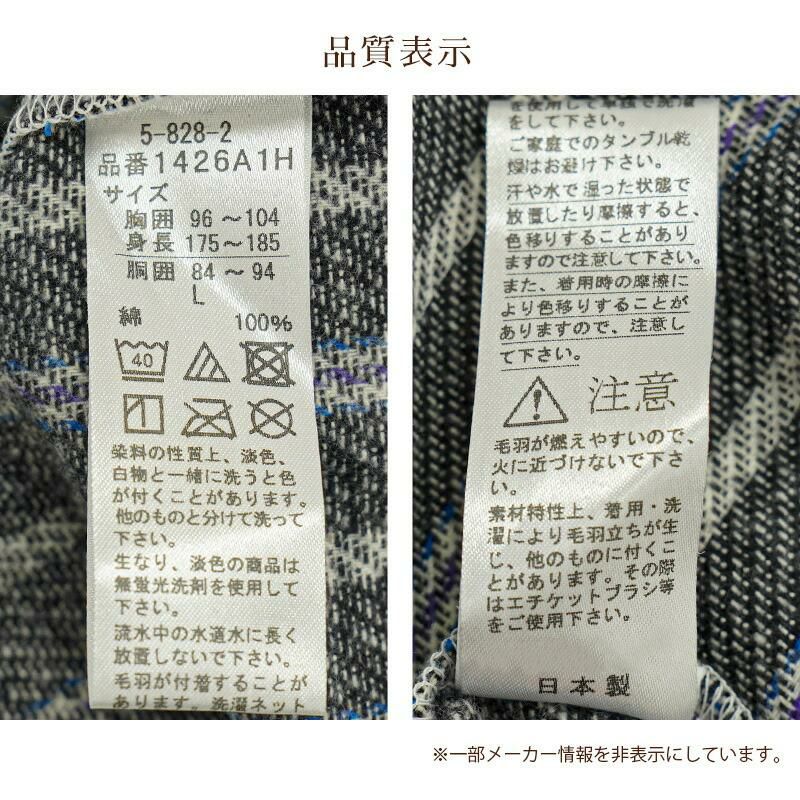 品質表示
5-828-2
品番1426A1H
サイズ
胸囲 96～104
身長 175～185
胴囲 84～94
L
綿 100%
40
染料の性質上、淡色、
白物と一緒に洗うと色
が付くことがあります。
他のものと分けて洗って
下さい。
生なり、淡色の商品は
無蛍光洗剤を使用して
下さい。
流水中の水道水に長く
放置しないで下さい。
毛羽が付着することが
あります。洗濯ネット
を使用して単独で洗濯
をして下さい。
ご家庭でのタンブル乾
燥はお避け下さい。
汗や水で湿った状態で
放置したり摩擦すると、
色移りすることがあり
ますので注意して下さい。
また、着用時の摩擦に
より色移りすることが
ありますので、注意し
て下さい。
注意
毛羽が燃えやすいので、
火に近づけないで下さ
い。
素材特性上、着用・洗
濯により毛羽立ちが生
じ、他のものに付くこ
とがあります。その際
はエチケットブラシ等
をご使用下さい。
日本製
※一部メーカー情報を非表示にしています。